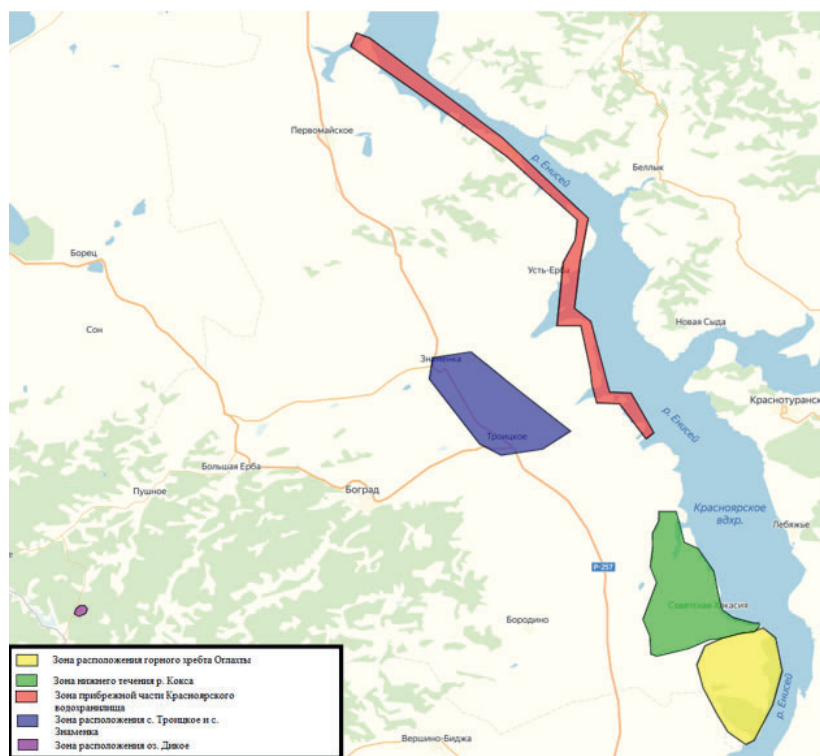 Первомайское
р. Енисей
Беллык
Борец
Усть-Ерба
Сон
Новая Сыда
Знаменка
Краснотуранск
р. Енисей
Троицкое
Большая Ерба
Пушное
Боград
Красноярское
вдхр.
Лебяжье
Р-257
Советская Хакасия
Бородино
р. Енисей
Вершино-Биджа
Зона расположения горного хребта Оглахты
Зона нижнего течения р. Кокса
Зона прибрежной части Красноярского
водохранилища
Зона расположения с. Троицкое и с.
Знаменка
Зона расположения оз. Дикое